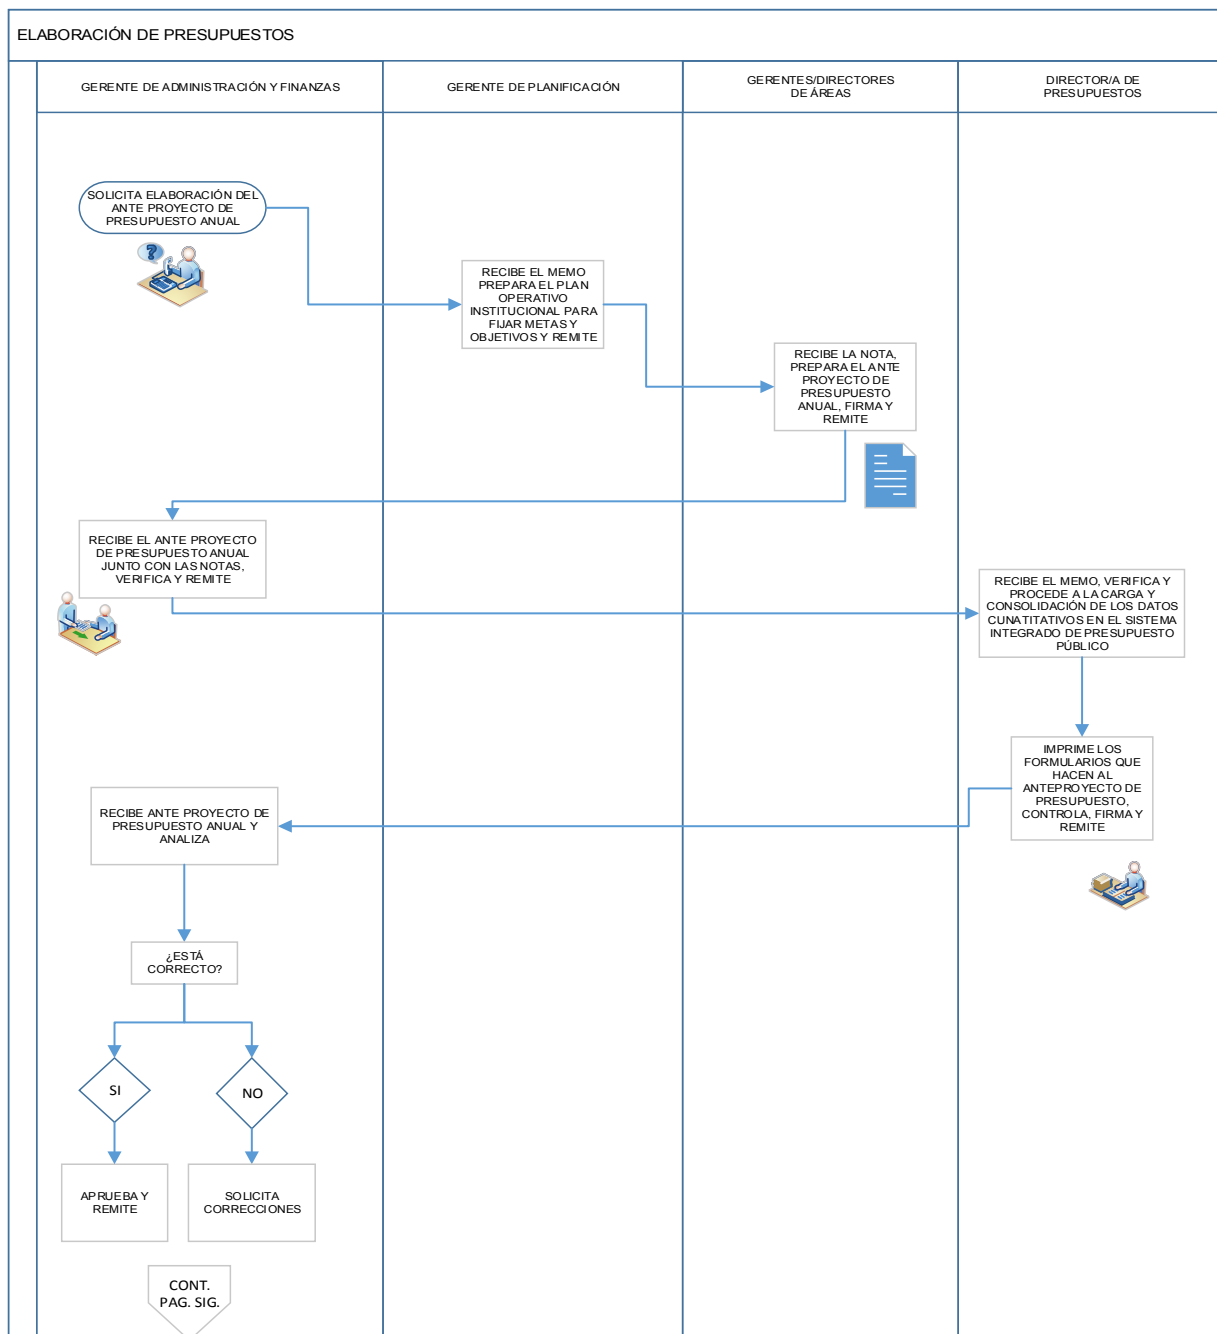 ELABORACIÓN DE PRESUPUESTOS
GERENTE DE ADMINISTRACIÓN Y FINANZAS
GERENTE DE PLANIFICACIÓN
GERENTES/DIRECTORES
DE ÁREAS
DIRECTOR/A DE
PRESUPUESTOS
SOLICITA ELABORACIÓN DEL
ANTE PROYECTO DE
PRESUPUESTO ANUAL
?
RECIBE EL MEMO
PREPARA EL PLAN
OPERATIVO
INSTITUCIONAL PARA
FIJAR METAS Y
OBJETIVOS Y REMITE
RECIBE LA NOTA,
PREPARA EL ANTE
PROYECTO DE
PRESUPUESTO
ANUAL, FIRMA Y
REMITE
RECIBE EL ANTE PROYECTO
DE PRESUPUESTO ANUAL
JUNTO CON LAS NOTAS,
VERIFICA Y REMITE
RECIBE EL MEMO, VERIFICA Y
PROCEDE A LA CARGA Y
CONSOLIDACIÓN DE LOS DATOS
CUNATITATIVOS EN EL SISTEMA
INTEGRADO DE PRESUPUESTO
PÚBLICO
IMPRIME LOS
FORMULARIOS QUE
HACEN AL
ANTEPROYECTO DE
PRESUPUESTO,
CONTROLA, FIRMA Y
REMITE
RECIBE ANTE PROYECTO DE
PRESUPUESTO ANUAL Y
ANALIZA
¿ESTÁ
CORRECTO?
SI
NO
APRUEBA Y
REMITE
SOLICITA
CORRECCIONES
CONT.
PAG. SIG.